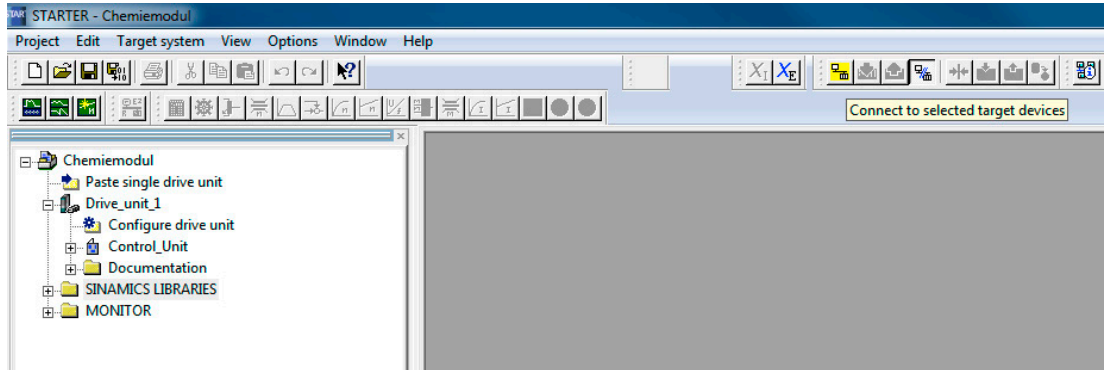 STARTER - Chemiemodul
Project Edit Target system View Options Window Help
Connect to selected target devices
Chemiemodul
Paste single drive unit
Drive_unit_1
Configure drive unit
Control_Unit
Documentation
SINAMICS LIBRARIES
MONITOR